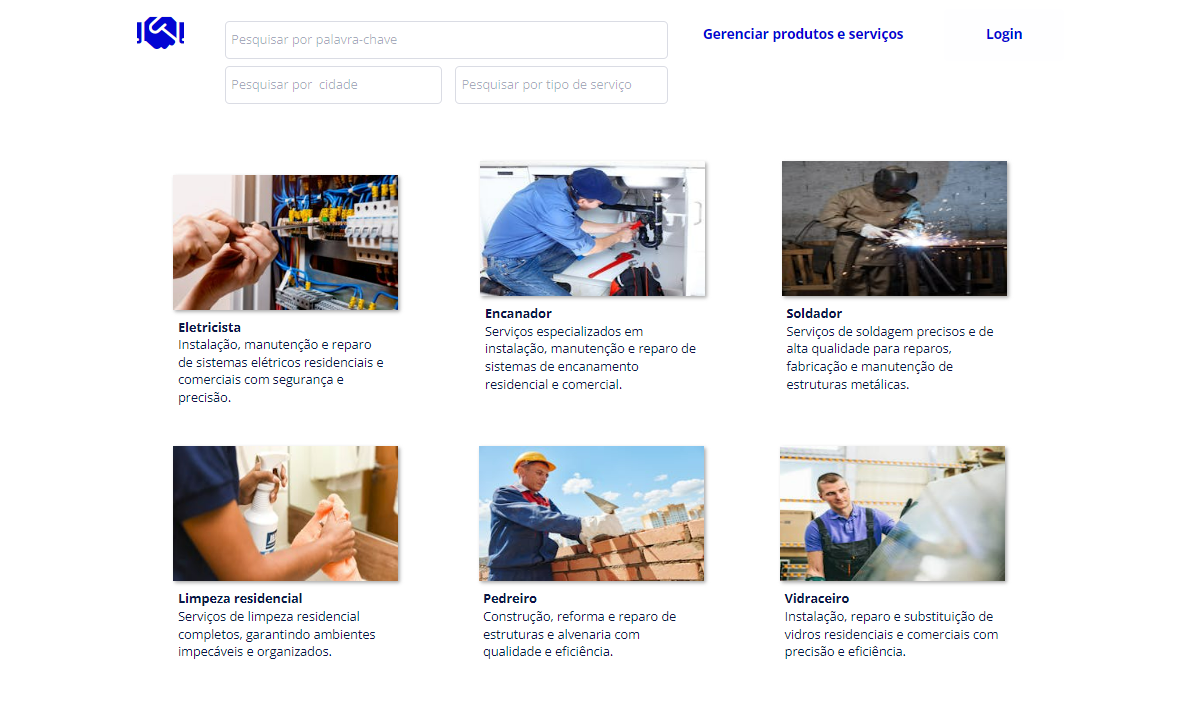 Pesquisar por palavra-chave
Gerenciar produtos e serviços
Login
Pesquisar por  cidade
Pesquisar por tipo de serviço
Eletricista
Instalação, manutenção e reparo
de sistemas elétricos residenciais e
comerciais com segurança e
precisão.
Encanador
Serviços especializados em
instalação, manutenção e reparo de
sistemas de encanamento
residencial e comercial.
Soldador
Serviços de soldagem precisos e de
alta qualidade para reparos,
fabricação e manutenção de
estruturas metálicas.
Limpeza residencial
Serviços de limpeza residencial
completos, garantindo ambientes
impecáveis e organizados.
Pedreiro
Construção, reforma e reparo de
estruturas e alvenaria com
qualidade e eficiência.
Vidraceiro
Instalação, reparo e substituição de
vidros residenciais e comerciais com
precisão e eficiência.